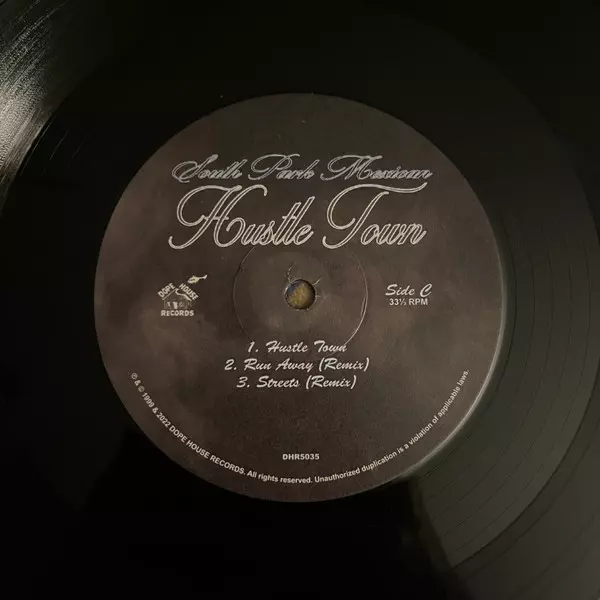 South Park Mexican
Hustle Town
DOPE HOUSE
RECORDS
Side C
33⅓ RPM
1. Hustle Town
2. Run Away (Remix)
3. Streets (Remix)
DHR5035
℗ & © 1999 & 2022 DOPE HOUSE RECORDS. All rights reserved. Unauthorized duplication is a violation of applicable laws.